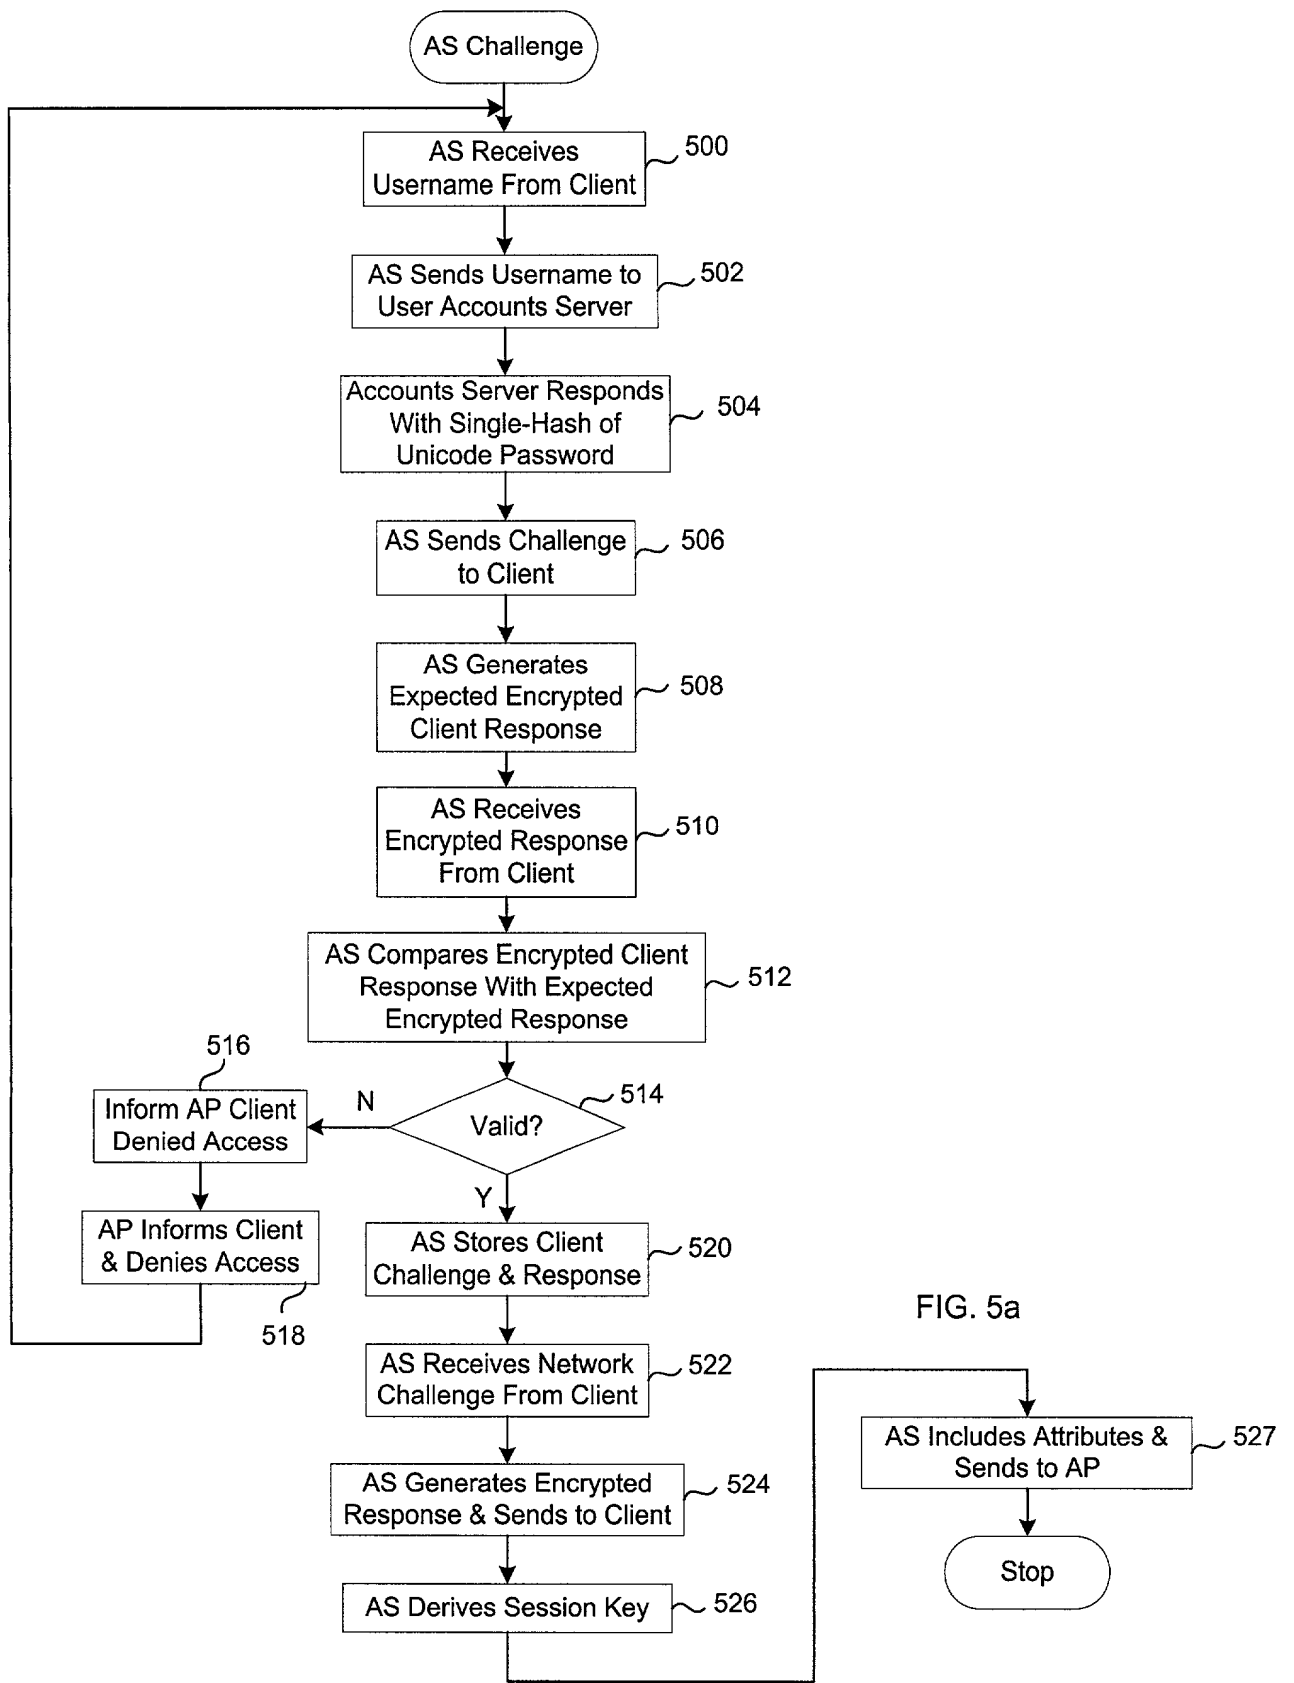 AS Challenge
AS Receives
Username From Client
500
AS Sends Username to
User Accounts Server
502
Accounts Server Responds
With Single-Hash of
Unicode Password
504
AS Sends Challenge
to Client
506
AS Generates
Expected Encrypted
Client Response
508
AS Receives
Encrypted Response
From Client
510
AS Compares Encrypted Client
Response With Expected
Encrypted Response
512
Valid?
514
N
516
Inform AP Client
Denied Access
AP Informs Client
& Denies Access
518
Y
AS Stores Client
Challenge & Response
520
AS Receives Network
Challenge From Client
522
AS Generates Encrypted
Response & Sends to Client
524
AS Derives Session Key
526
FIG. 5a
AS Includes Attributes &
Sends to AP
527
Stop